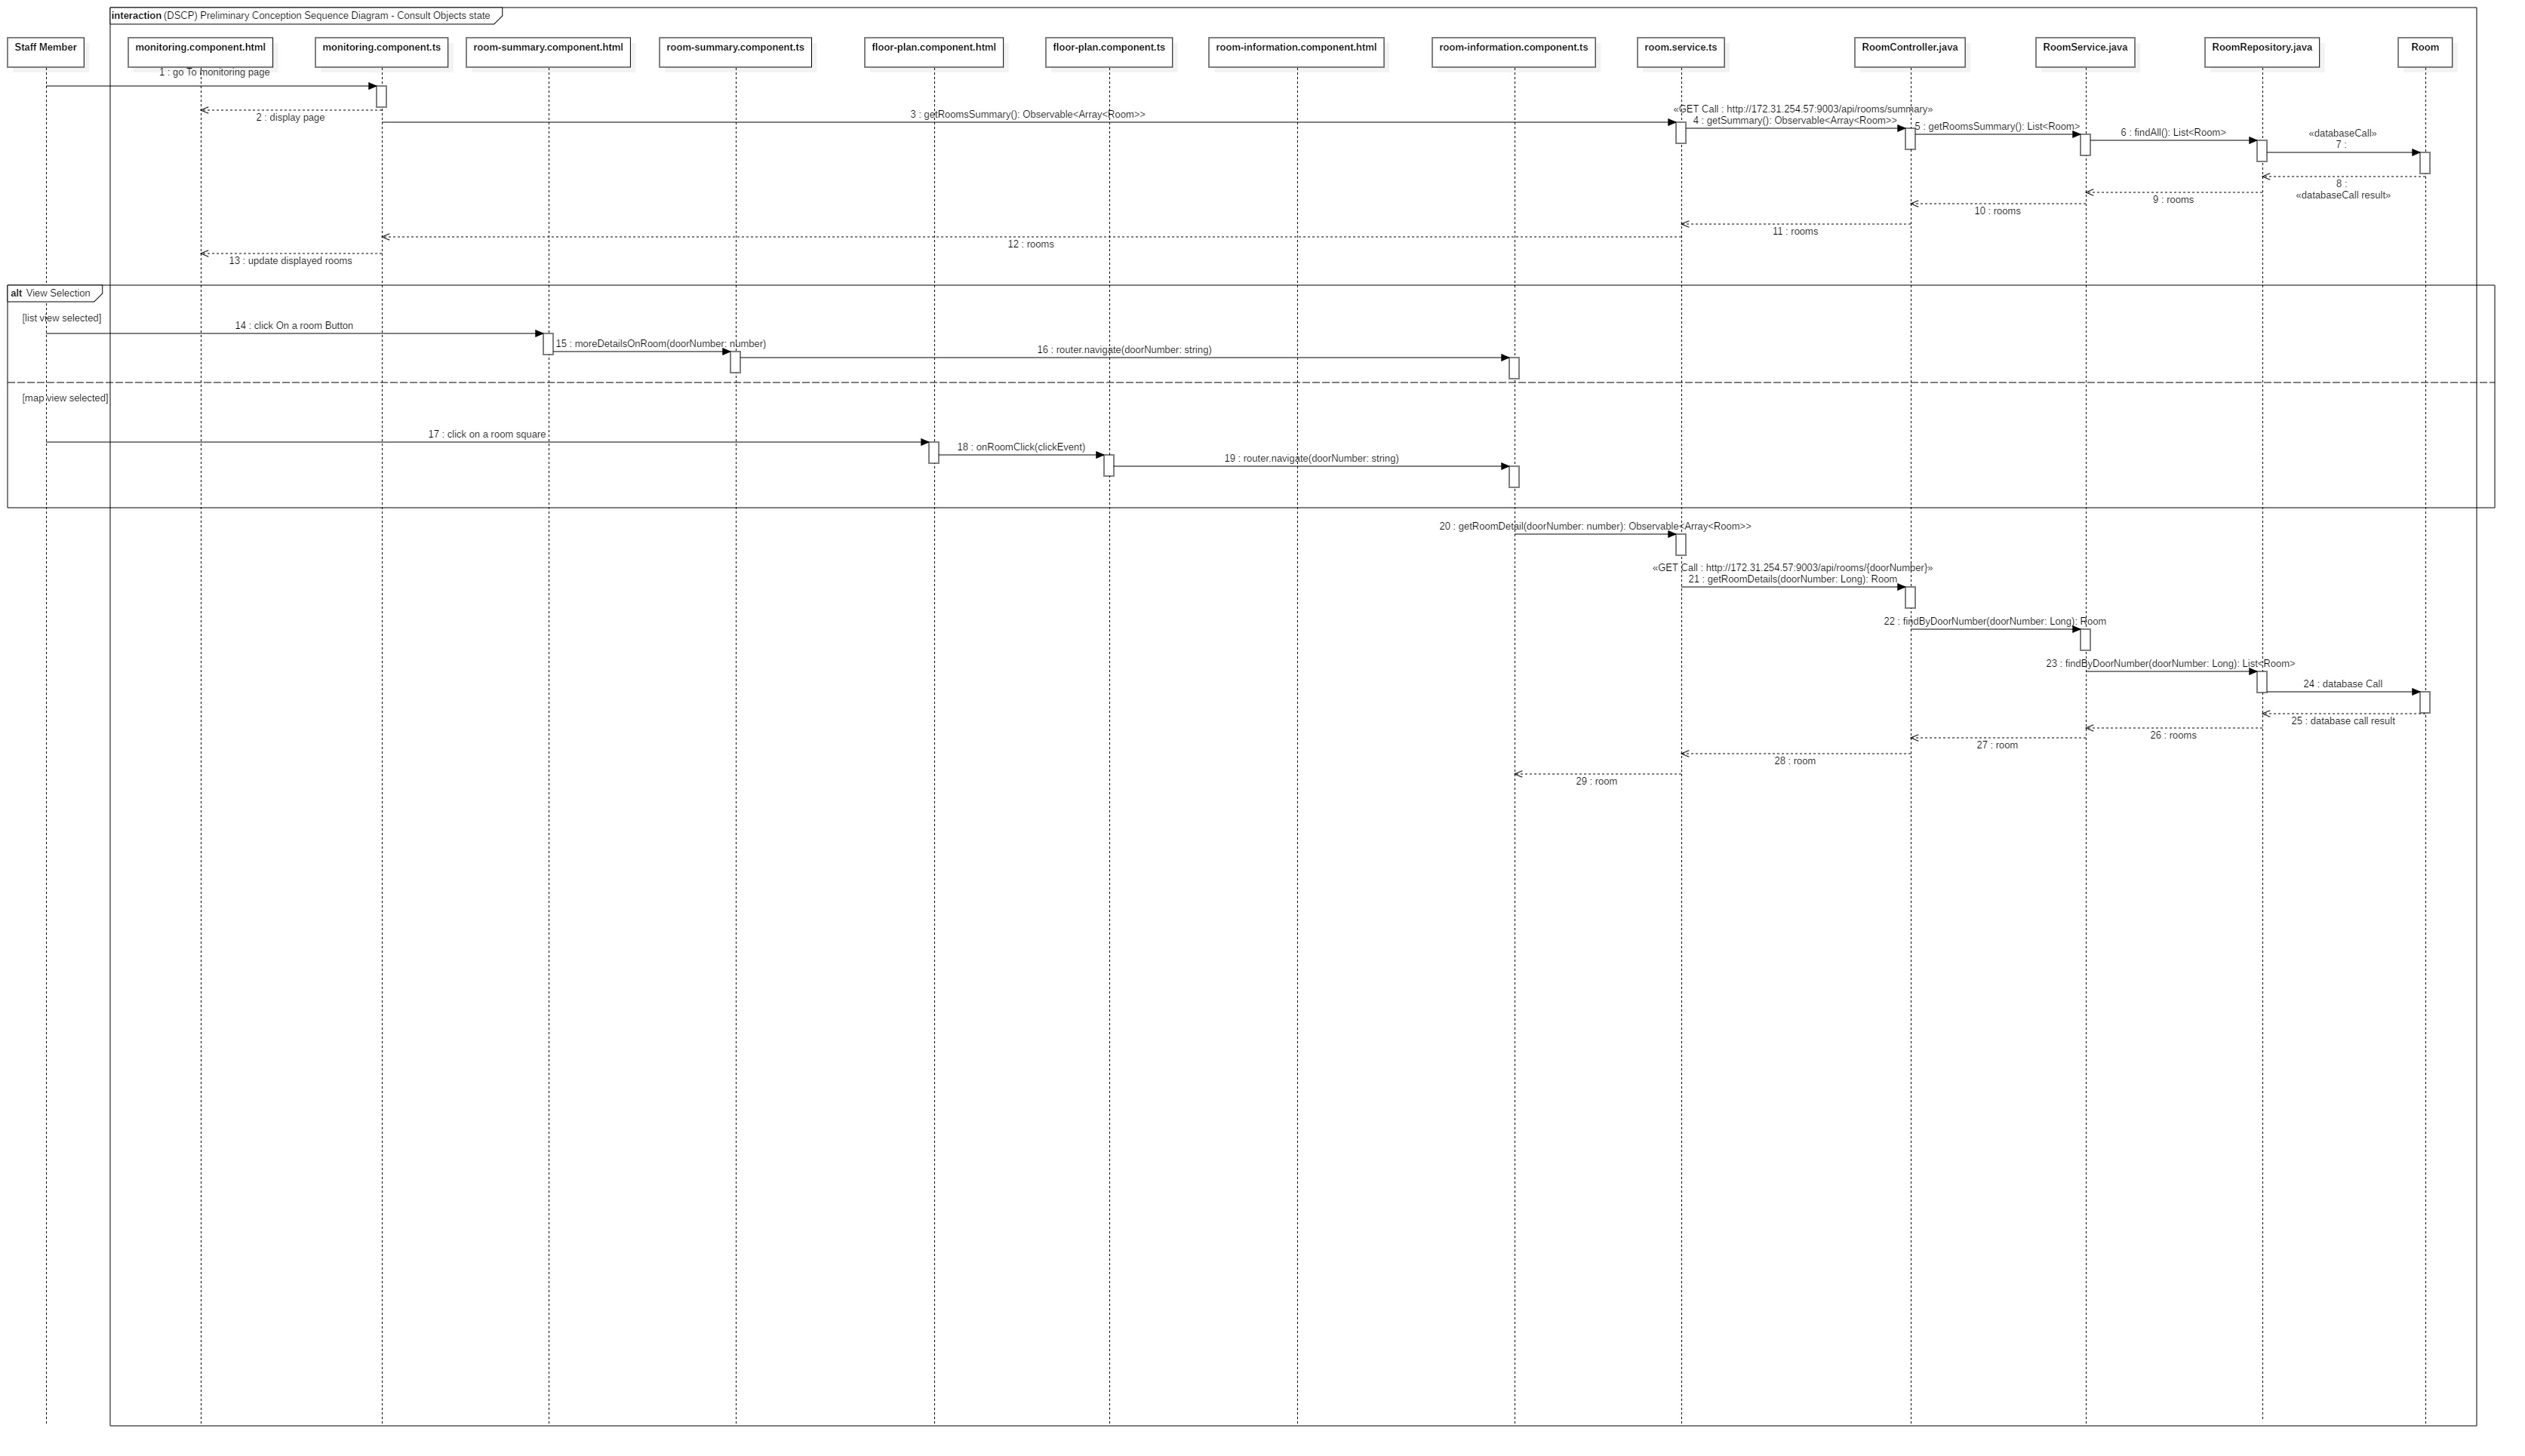 interaction (DSCP) Preliminary Conception Sequence Diagram - Consult Objects state
Staff Member
monitoring.component.html
monitoring.component.ts
room-summary.component.html
room-summary.component.ts
floor-plan.component.html
floor-plan.component.ts
room-information.component.html
room-information.component.ts
room.service.ts
RoomController.java
RoomService.java
RoomRepository.java
Room
1 : go To monitoring page
2 : display page
3 : getRoomsSummary(): Observable<Array<Room>>
«GET Call : http://172.31.254.57:9003/api/rooms/summary»
4 : getSummary(): Observable<Array<Room>>
5 : getRoomsSummary(): List<Room>
6 : findAll(): List<Room>
«databaseCall»
7 :
8 :
«databaseCall result»
9 : rooms
10 : rooms
11 : rooms
12 : rooms
13 : update displayed rooms
alt View Selection
[list view selected]
14 : click On a room Button
15 : moreDetailsOnRoom(doorNumber: number)
16 : router.navigate(doorNumber: string)
[map view selected]
17 : click on a room square
18 : onRoomClick(clickEvent)
19 : router.navigate(doorNumber: string)
20 : getRoomDetail(doorNumber: number): Observable<Array<Room>>
«GET Call : http://172.31.254.57:9003/api/rooms/{doorNumber}»
21 : getRoomDetails(doorNumber: Long): Room
22 : findByDoorNumber(doorNumber: Long): Room
23 : findByDoorNumber(doorNumber: Long): List<Room>
24 : database Call
25 : database call result
26 : rooms
27 : room
28 : room
29 : room